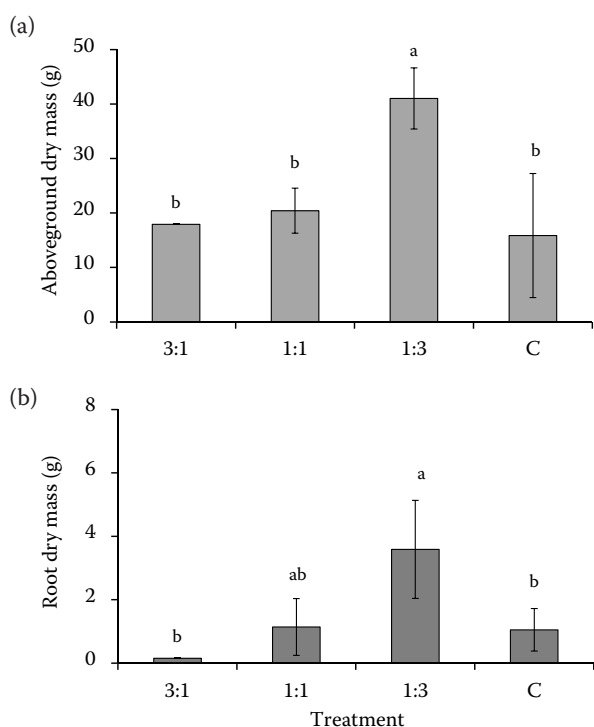 (a)
Aboveground dry mass (g)
50
40
30
20
10
0
b
b
a
b
3:1 1:1 1:3 C
(b)
Root dry mass (g)
8
6
4
2
0
b
ab
a
b
3:1 1:1 1:3 C
Treatment